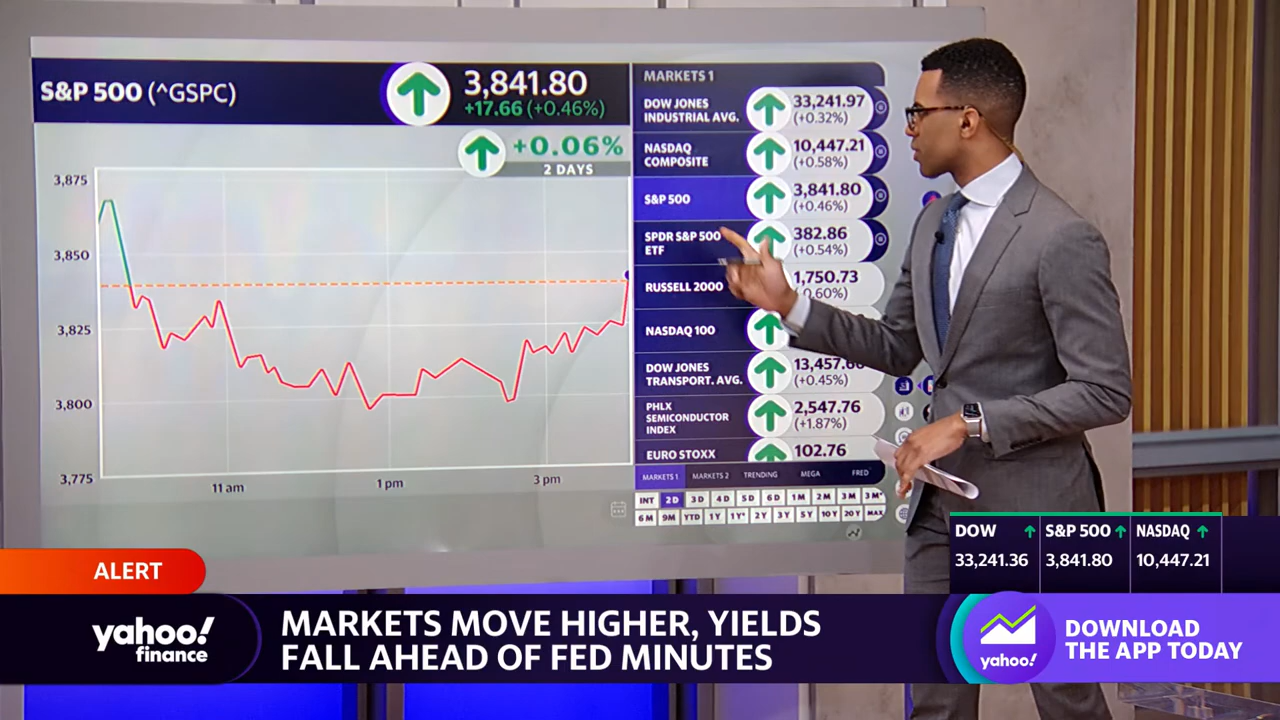 S&P 500 (^GSPC)
3,841.80
+17.66 (+0.46%)
+0.06%
2 DAYS
3,875
3,850
3,825
3,800
3,775
11 am
1 pm
3 pm
MARKETS 1
DOW JONES
INDUSTRIAL AVG.
33,241.97
(+0.32%)
NASDAQ
COMPOSITE
10,447.21
(+0.58%)
S&P 500
3,841.80
(+0.46%)
SPDR S&P 500
ETF
382.86
(+0.54%)
RUSSELL 2000
1,750.73
0.60%)
NASDAQ 100
DOW JONES
TRANSPORT. AVG.
13,457.66
(+0.45%)
PHLX
SEMICONDUCTOR
INDEX
2,547.76
(+1.87%)
EURO STOXX
102.76
MARKETS 1 MARKETS 2 TRENDING MEGA FRED
INT 2D 3D 4D 5D 6D 1M 2M 3M 3M*
6M 9M YTD 1Y 1Y* 2Y 3Y 5Y 10Y 20Y MAX
DOW S&P 500 NASDAQ
33,241.36 3,841.80 10,447.21
ALERT
yahoo!
finance
MARKETS MOVE HIGHER, YIELDS
FALL AHEAD OF FED MINUTES
yahoo!
DOWNLOAD
THE APP TODAY